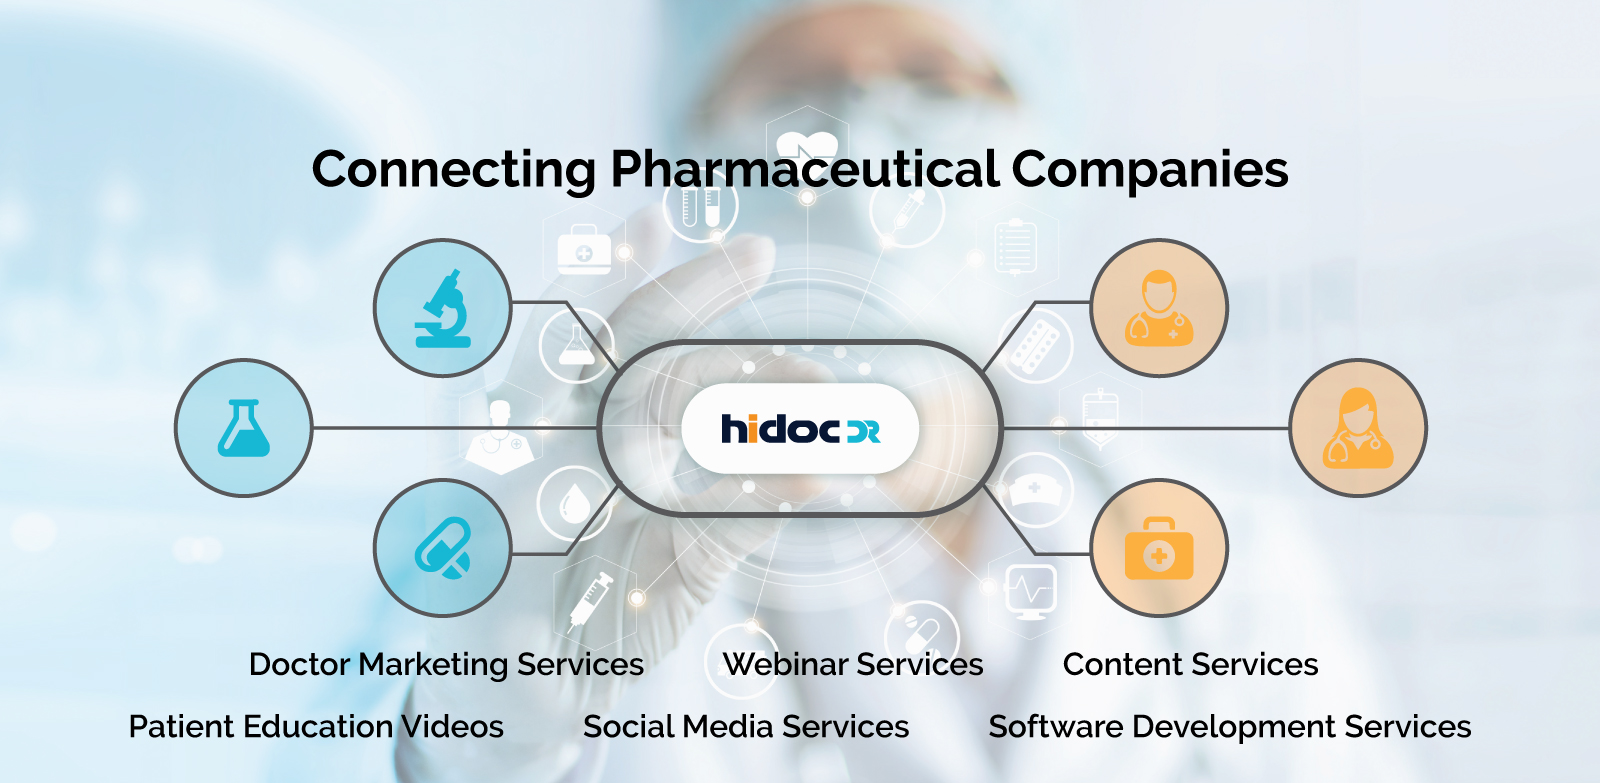 Connecting Pharmaceutical Companies
hidoc DR
Doctor Marketing Services Webinar Services Content Services
Patient Education Videos Social Media Services Software Development Services